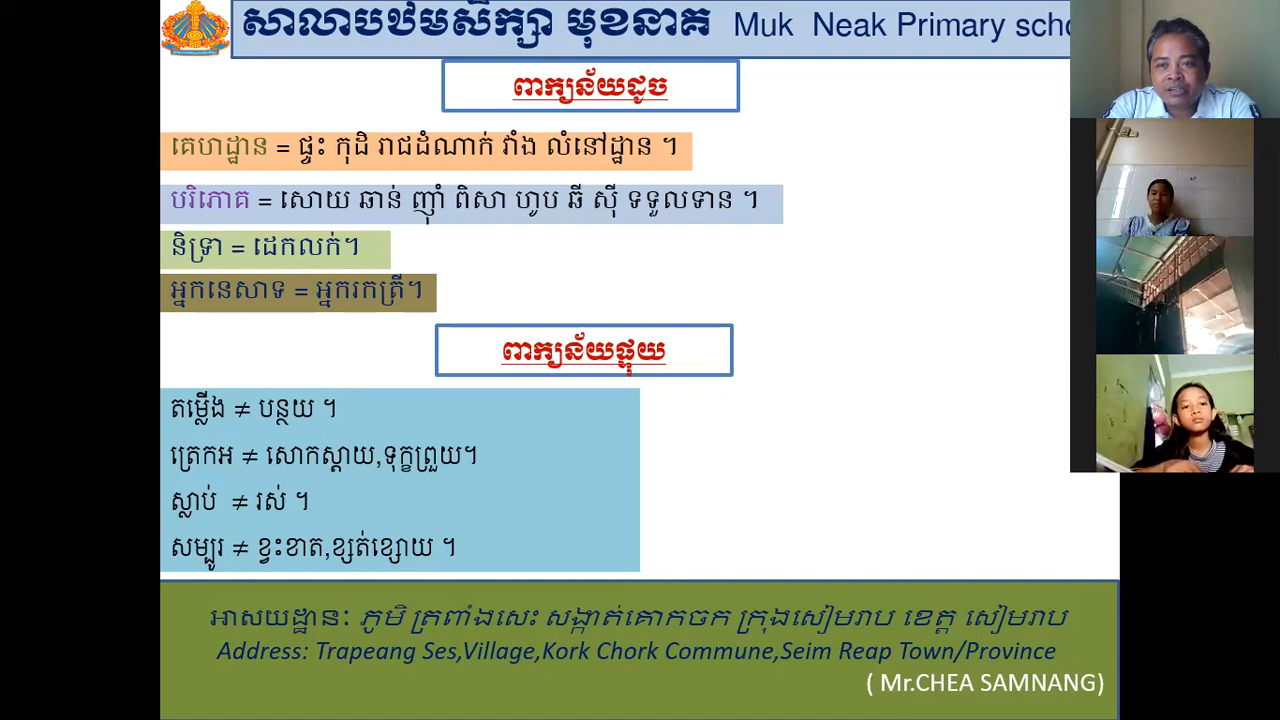 សាលាបឋមសិក្សា មុខនាគ Muk Neak Primary scho
ពាក្យន័យដូច
គេហដ្ឋាន = ផ្ទះ កុដិ រាជដំណាក់ វាំង លំនៅដ្ឋាន ។
បរិភោគ = សោយ ឆាន់ ញ៉ាំ ពិសា ហូប ឆី ស៊ី ទទួលទាន ។
និទ្រា = ដេកលក់។
អ្នកនេសាទ = អ្នករកត្រី។
ពាក្យន័យផ្ទុយ
តម្លើង ≠ បន្ថយ ។
ត្រេកអ ≠ សោកស្ដាយ,ទុក្ខព្រួយ។
ស្លាប់ ≠ រស់ ។
សម្បូរ ≠ ខ្វះខាត,ខ្សត់ខ្សោយ ។
អាសយដ្ឋានៈ ភូមិ ត្រពាំងសេះ សង្កាត់គោកចក ក្រុងសៀមរាប ខេត្ត សៀមរាប
Address: Trapeang Ses,Village,Kork Chork Commune,Seim Reap Town/Province
( Mr.CHEA SAMNANG)